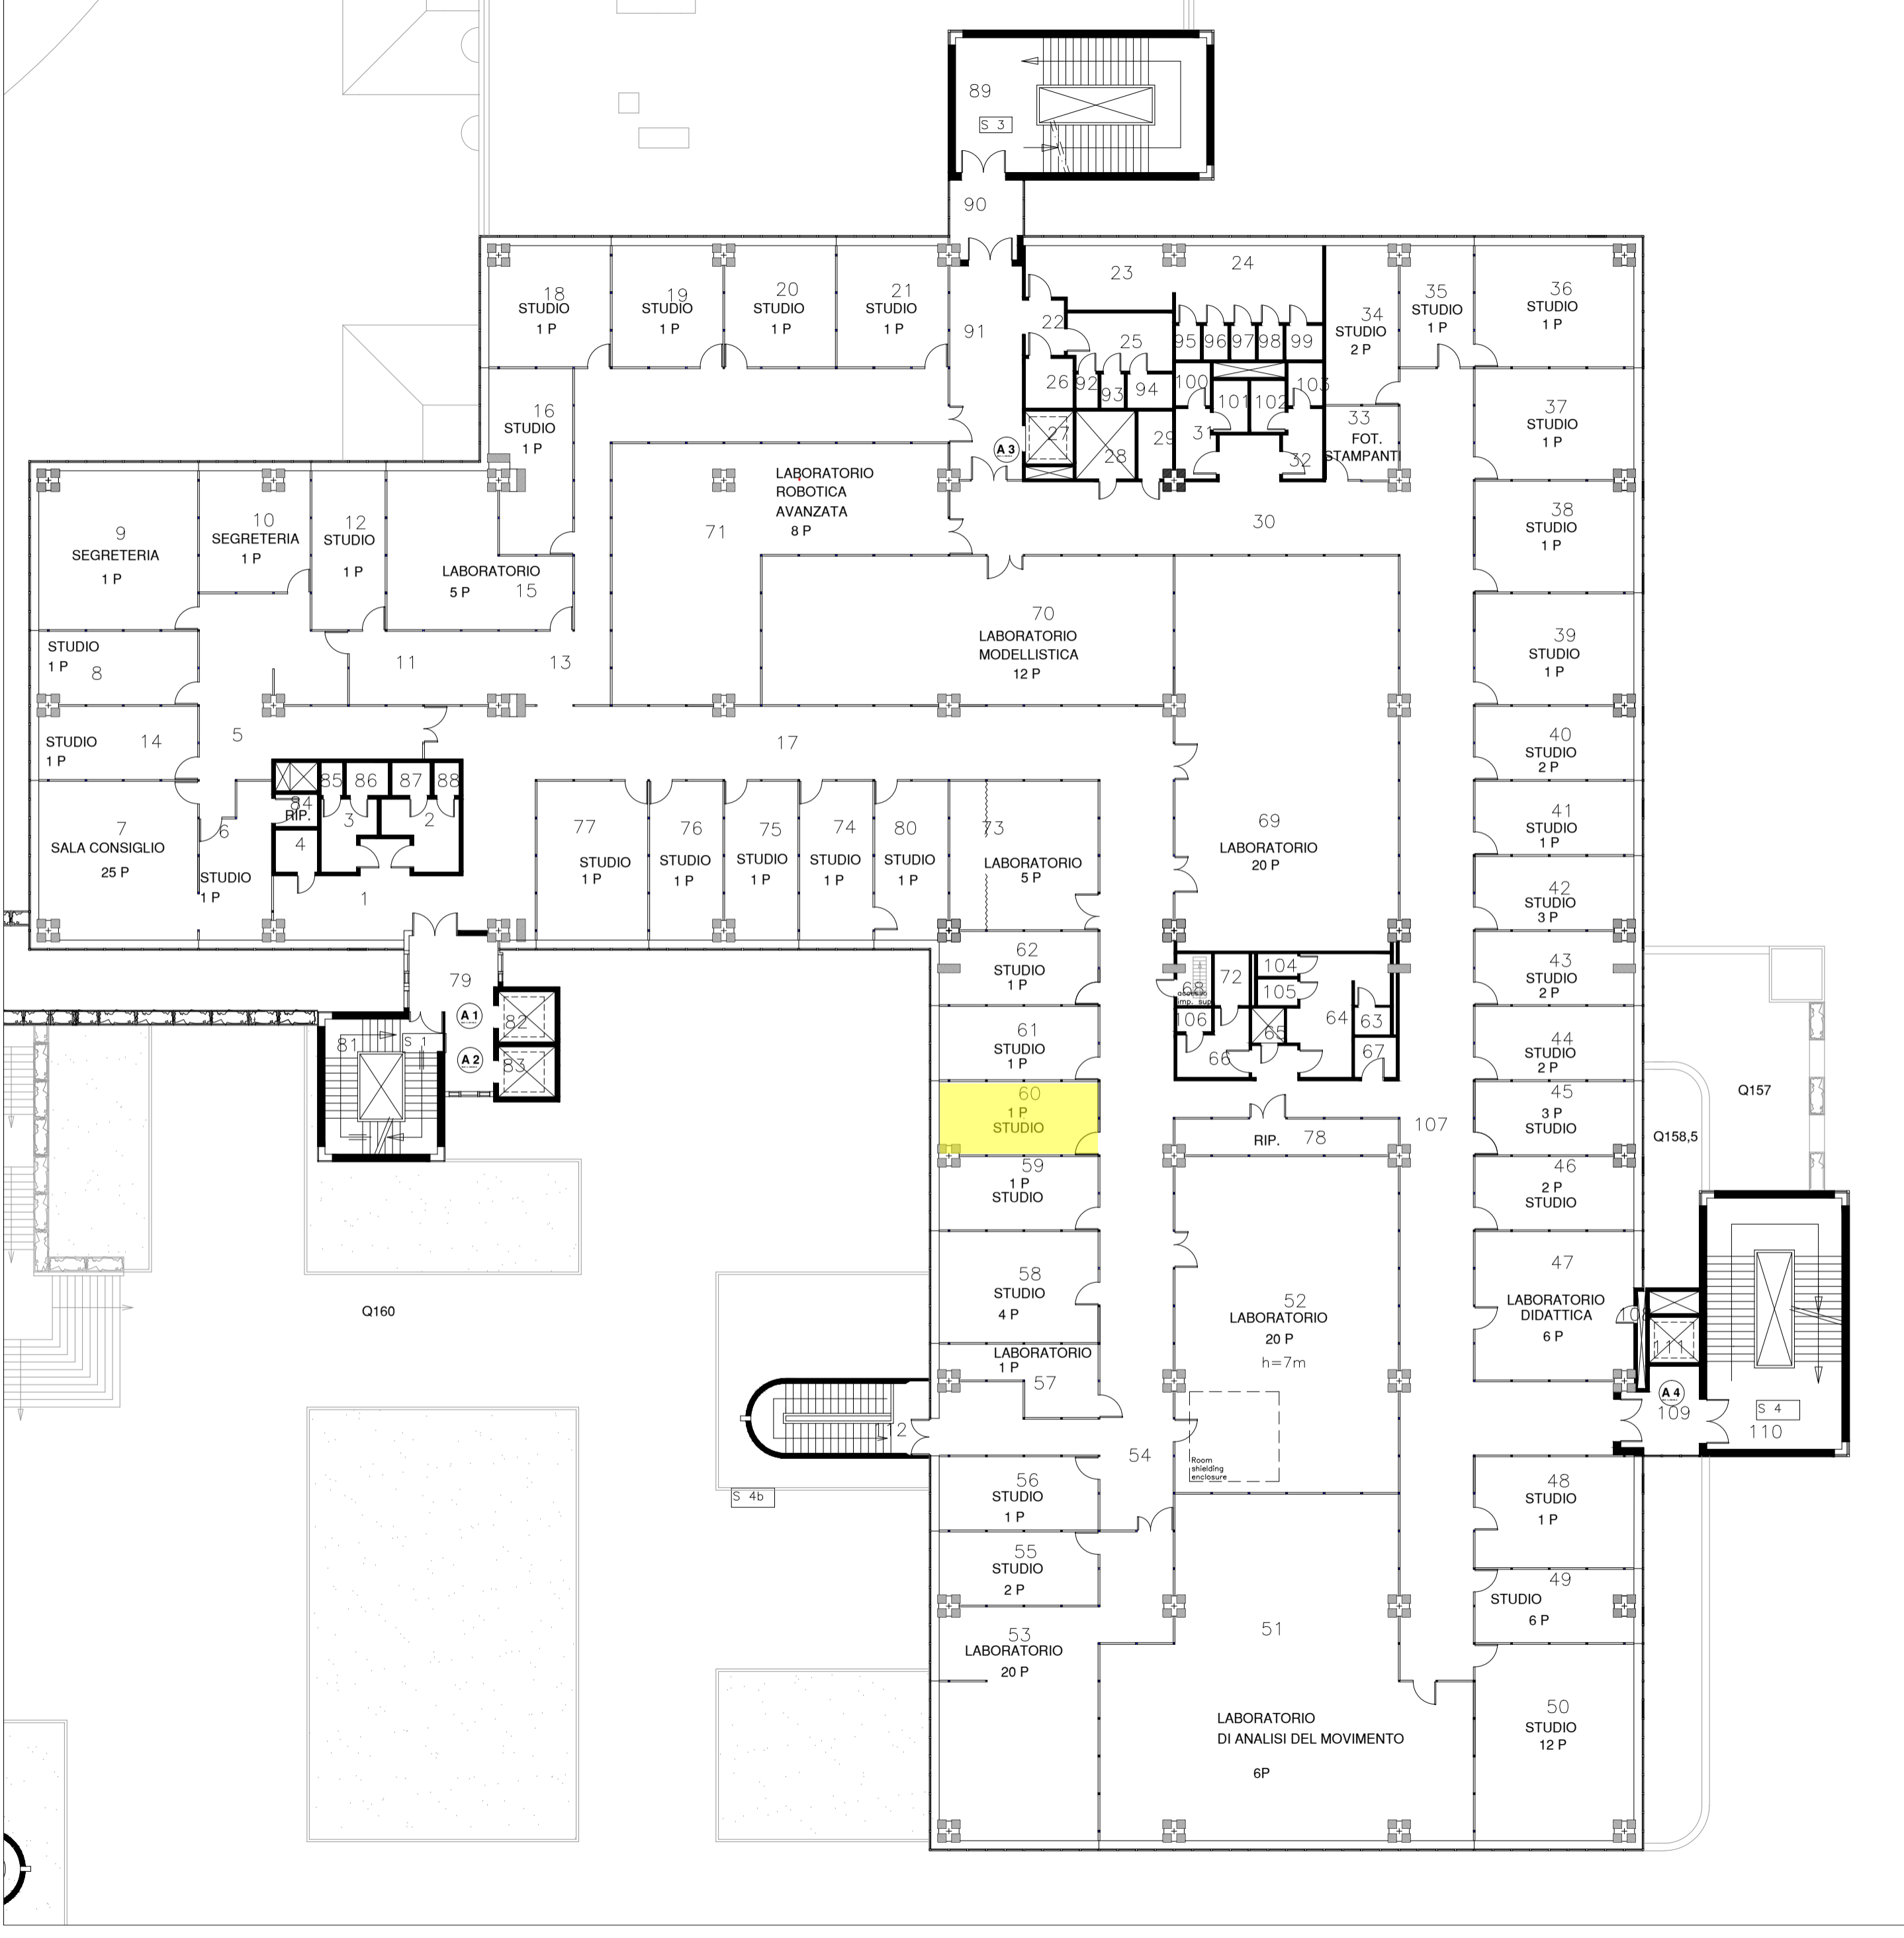 89
S 3
90
18
STUDIO
1 P
19
STUDIO
1 P
20
STUDIO
1 P
21
STUDIO
1 P
91
22
23
24
25
26
92
93
94
95
96
97
98
99
100
101
102
103
27
28
29
31
32
A 3
34
STUDIO
2 P
33
FOT.
STAMPANTI
35
STUDIO
1 P
36
STUDIO
1 P
37
STUDIO
1 P
38
STUDIO
1 P
39
STUDIO
1 P
40
STUDIO
2 P
41
STUDIO
1 P
42
STUDIO
3 P
43
STUDIO
2 P
44
STUDIO
2 P
45
3 P
STUDIO
46
2 P
STUDIO
47
LABORATORIO
DIDATTICA
6 P
16
STUDIO
1 P
9
SEGRETERIA
1 P
10
SEGRETERIA
1 P
12
STUDIO
1 P
LABORATORIO
5 P
15
LABORATORIO
ROBOTICA
AVANZATA
8 P
71
30
70
LABORATORIO
MODELLISTICA
12 P
STUDIO
1 P
8
11
13
STUDIO
14
1 P
5
17
7
SALA CONSIGLIO
25 P
6
STUDIO
1 P
84
RIP.
4
85
86
87
88
3
2
1
77
STUDIO
1 P
76
STUDIO
1 P
75
STUDIO
1 P
74
STUDIO
1 P
80
STUDIO
1 P
73
LABORATORIO
5 P
69
LABORATORIO
20 P
79
A 1
A 2
81
S 1
82
83
62
STUDIO
1 P
61
STUDIO
1 P
60
1 P
STUDIO
59
1 P
STUDIO
58
STUDIO
4 P
LABORATORIO
1 P
57
68
72
104
105
106
65
66
64
63
67
RIP.
78
107
52
LABORATORIO
20 P
h=7m
Room
shielding
enclosure
54
12
S 4b
56
STUDIO
1 P
55
STUDIO
2 P
53
LABORATORIO
20 P
51
LABORATORIO
DI ANALISI DEL MOVIMENTO
6P
48
STUDIO
1 P
49
STUDIO
6 P
50
STUDIO
12 P
Q157
Q158,5
Q160
111
A 4
109
S 4
110